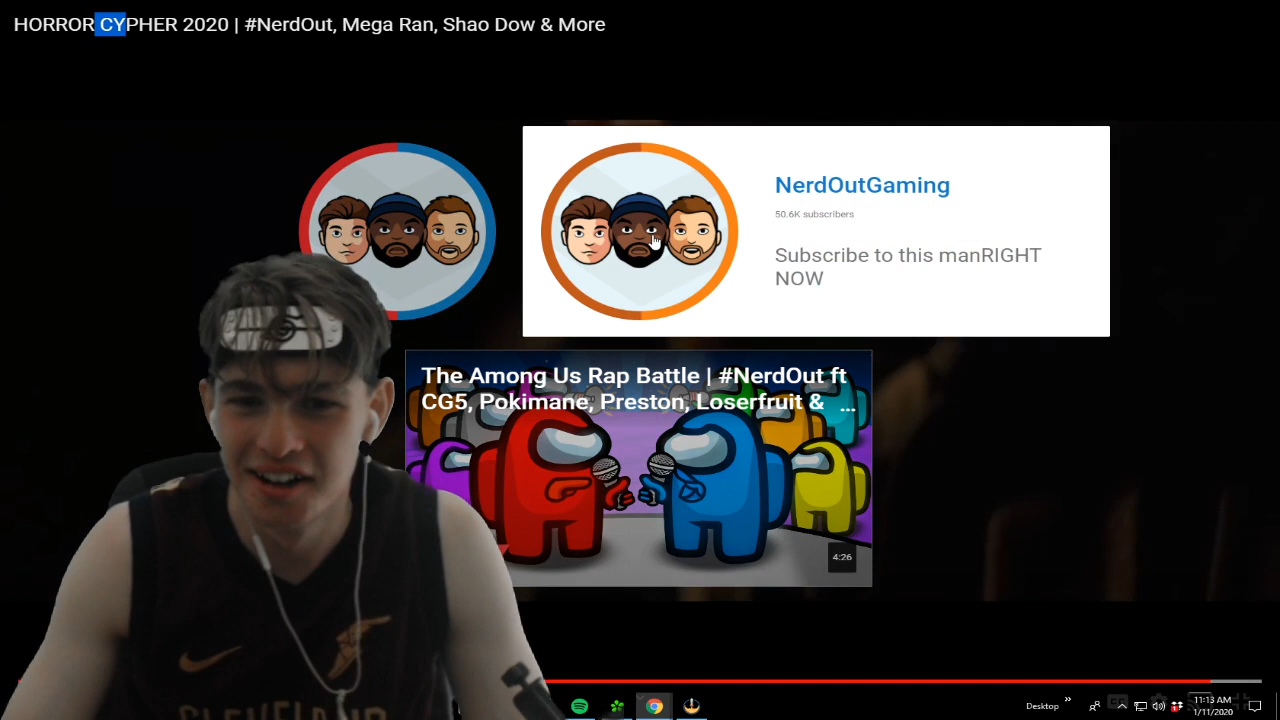 HORROR CYPHER 2020 | #NerdOut, Mega Ran, Shao Dow & More
NerdOutGaming
50.6K subscribers
Subscribe to this manRIGHT
NOW
The Among Us Rap Battle | #NerdOut ft
CG5, Pokimane, Preston, Loserfruit & ...
4:26
CLEVELAND
Desktop
11:13 AM
1/11/2020